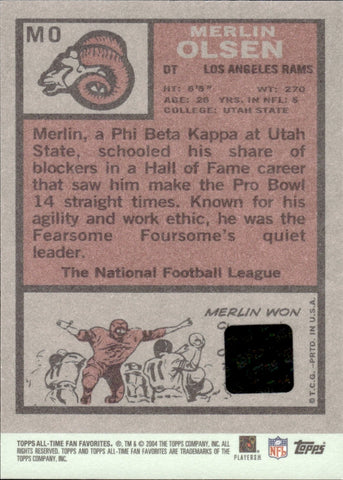 MO
MERLIN
OLSEN
DT LOS ANGELES RAMS
HT: 6'5" WT: 270
AGE: 26 YRS. IN NFL: 5
COLLEGE: UTAH STATE
Merlin, a Phi Beta Kappa at Utah
State, schooled his share of
blockers in a Hall of Fame career
that saw him make the Pro Bowl
14 straight times. Known for his
agility and work ethic, he was the
Fearsome Foursome's quiet
leader.
The National Football League
MERLIN WON
©T.C.G.-PRTD. IN U.S.A.
TOPPS ALL-TIME FAN FAVORITES. ®, TM & © 2004 THE TOPPS COMPANY, INC. ALL
RIGHTS RESERVED. TOPPS AND TOPPS ALL-TIME FAN FAVORITES ARE TRADEMARKS OF THE
TOPPS COMPANY, INC.
PLAYERS
NFL
Topps